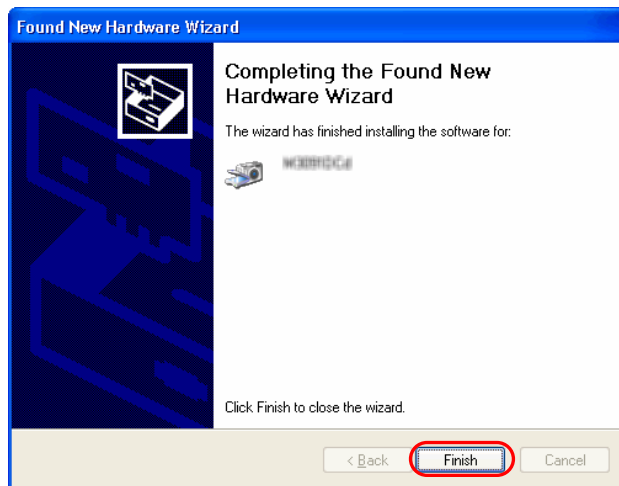 Found New Hardware Wizard
Completing the Found New
Hardware Wizard
The wizard has finished installing the software for:
Click Finish to close the wizard.
< Back
Finish
Cancel